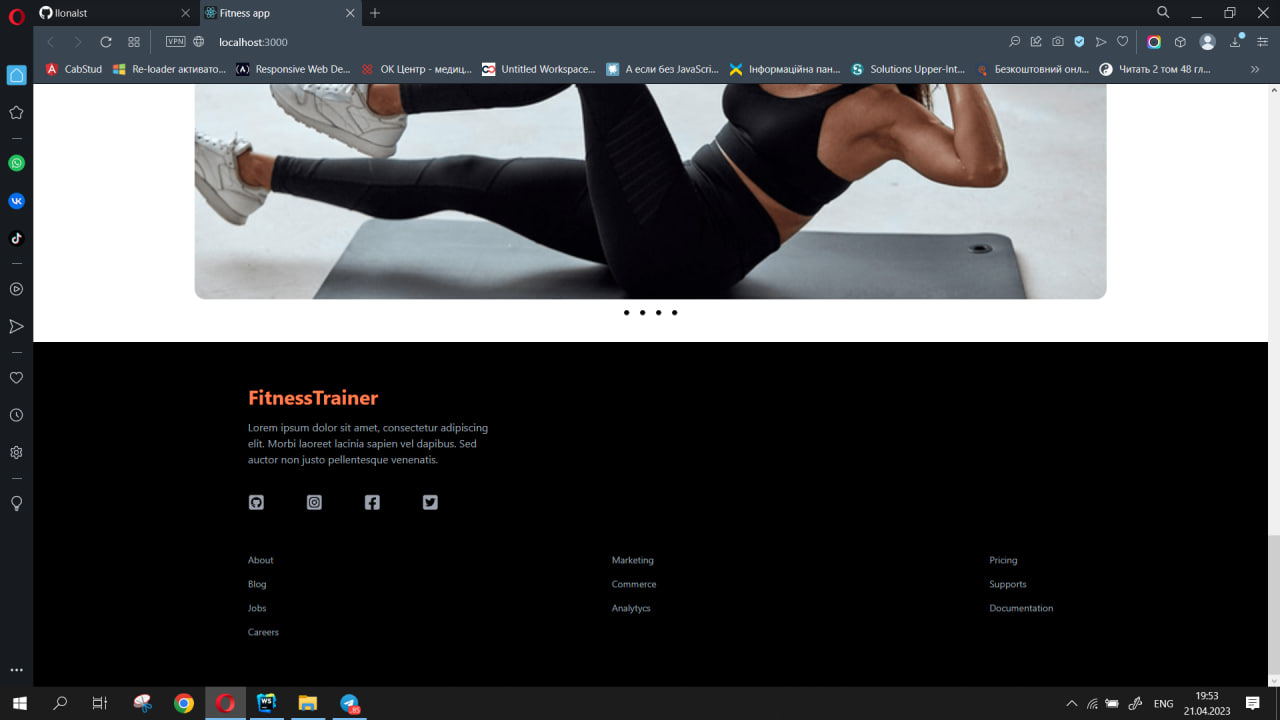 Ilonalst
Fitness app
VPN
localhost:3000
CabStud
Re-loader активато...
Responsive Web De...
ОК Центр - медиц...
Untitled Workspace...
А если без JavaScri...
Інформаційна пан...
Solutions Upper-Int...
Безкоштовний онл...
Читать 2 том 48 гл...
FitnessTrainer
Lorem ipsum dolor sit amet, consectetur adipiscing
elit. Morbi laoreet lacinia sapien vel dapibus. Sed
auctor non justo pellentesque venenatis.
About
Blog
Jobs
Careers
Marketing
Commerce
Analytycs
Pricing
Supports
Documentation
WS
ENG
19:53
21.04.2023